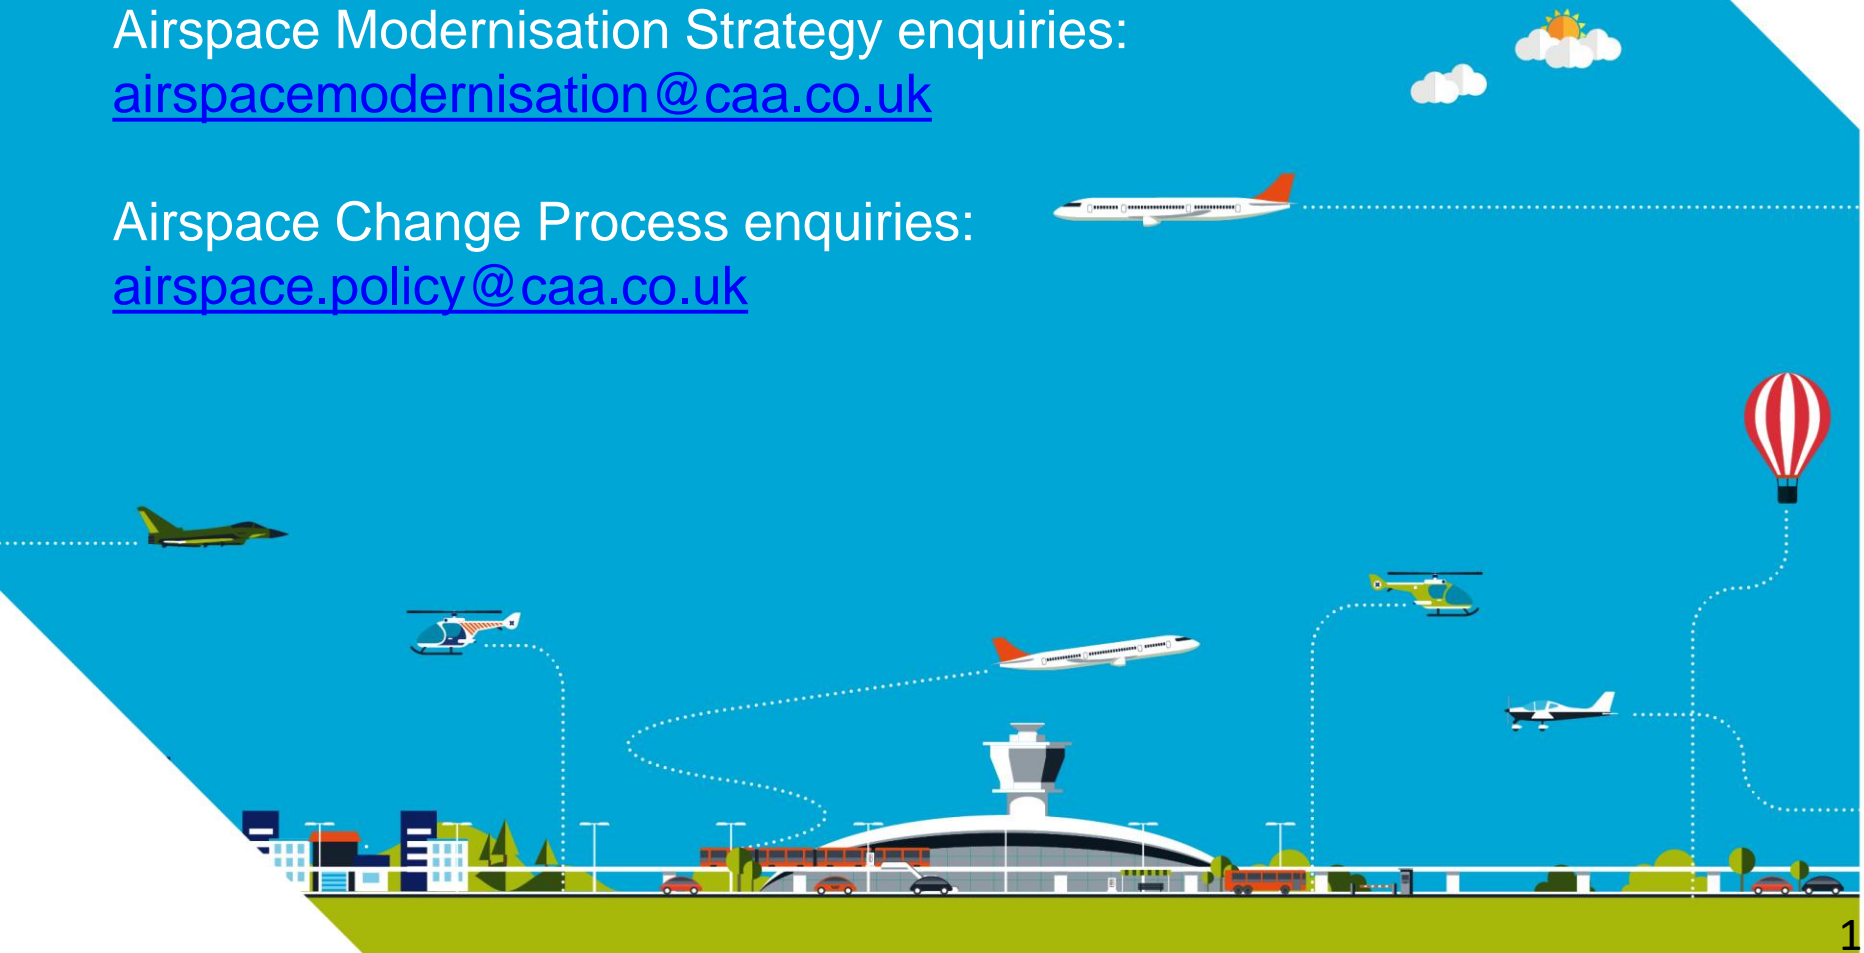 Airspace Modernisation Strategy enquiries:
airspacemodernisation@caa.co.uk
Airspace Change Process enquiries:
airspace.policy@caa.co.uk
1